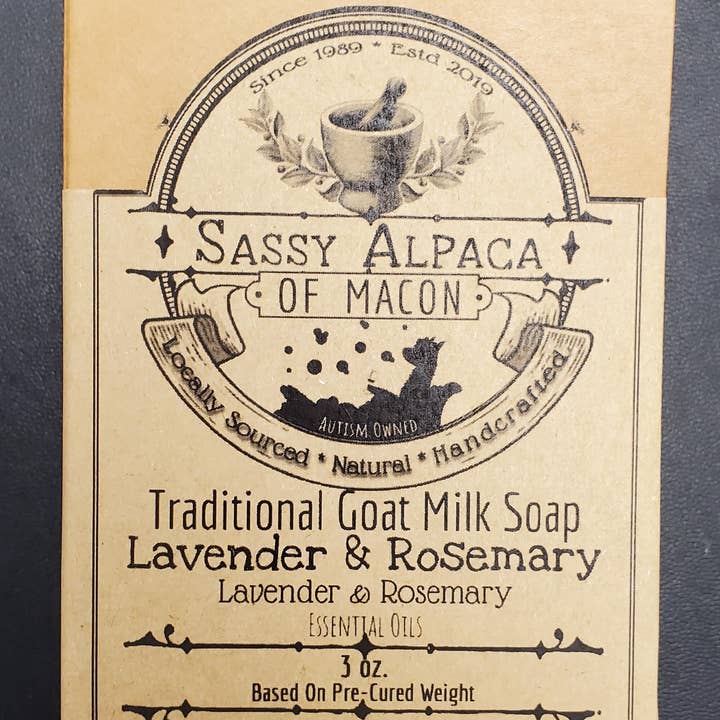 Since 1989 * Estd 2019
Sassy Alpaca
OF MACON
Autism Owned
Locally Sourced * Natural * Handcrafted
Traditional Goat Milk Soap
Lavender & Rosemary
Lavender & Rosemary
Essential Oils
3 oz.
Based On Pre-Cured Weight